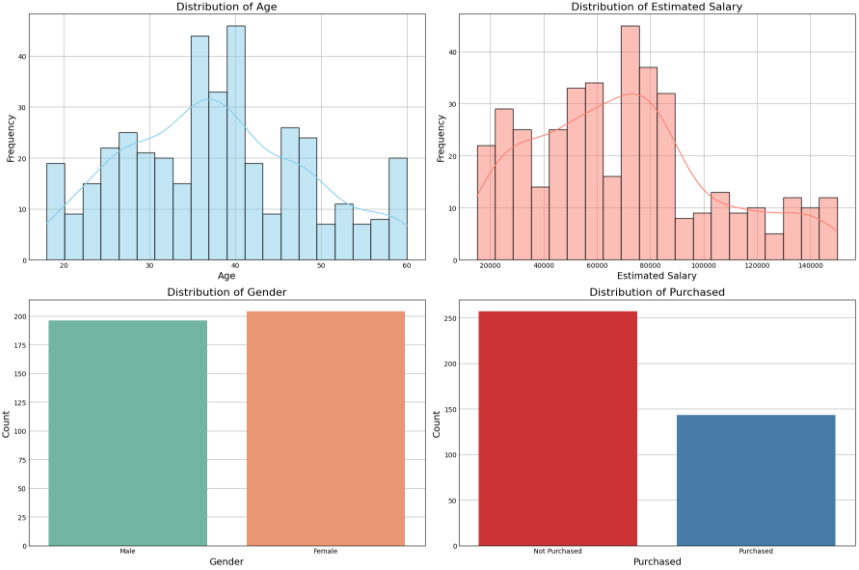 Distribution of Age
Frequency
40
30
20
10
0
20 30 40 50 60
Age
Distribution of Estimated Salary
Frequency
40
30
20
10
0
20000 40000 60000 80000 100000 120000 140000
Estimated Salary
Distribution of Gender
Count
200
175
150
125
100
75
50
25
0
Male Female
Gender
Distribution of Purchased
Count
250
200
150
100
50
0
Not Purchased Purchased
Purchased